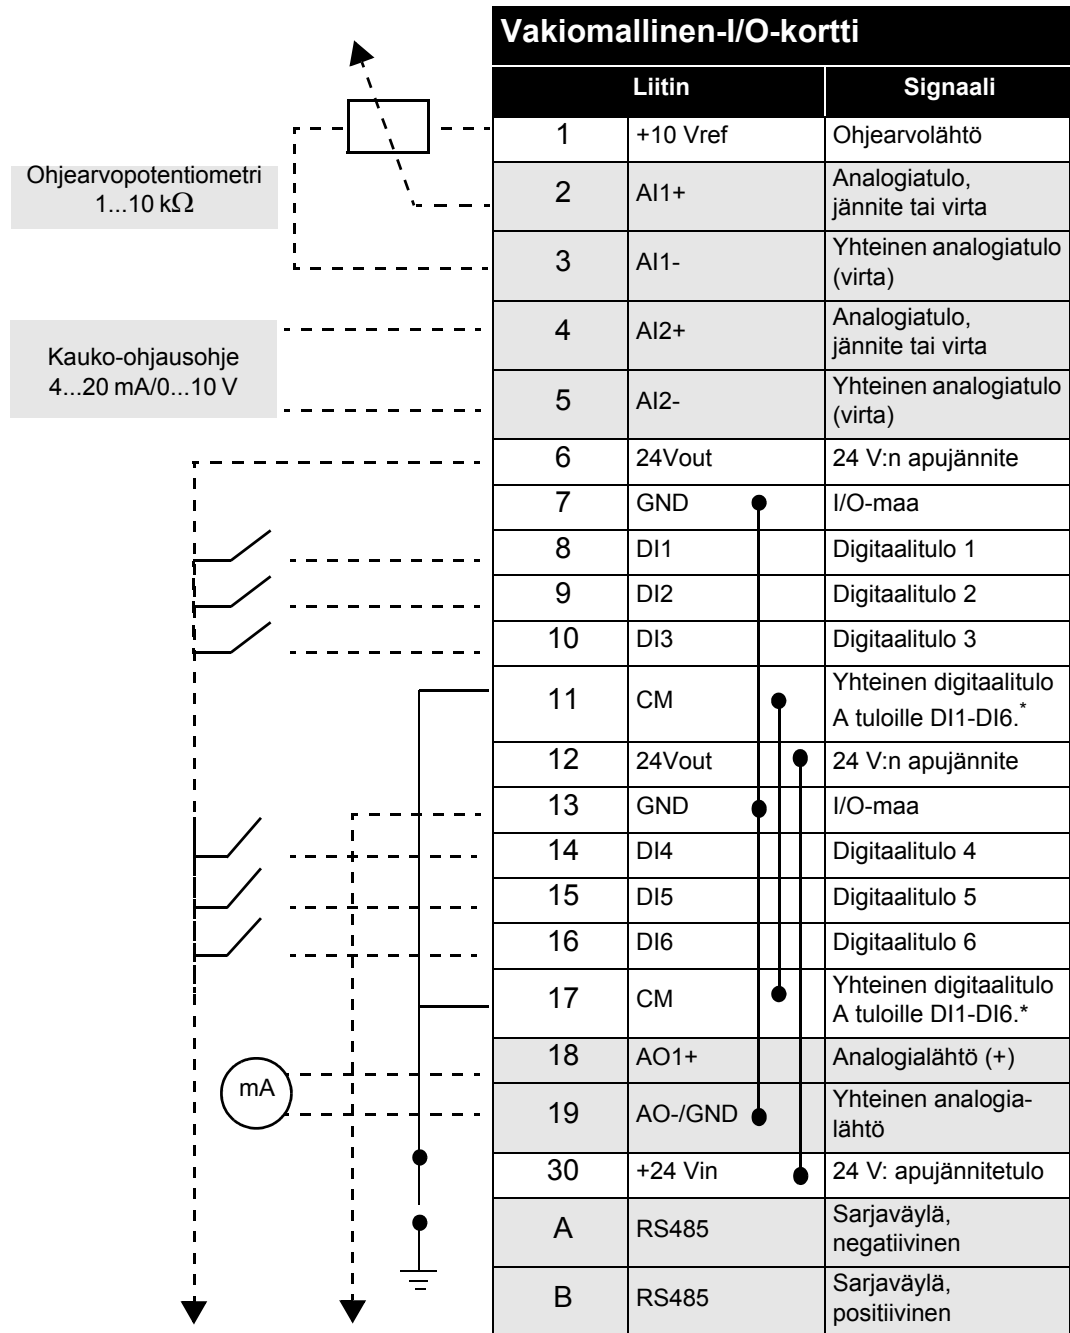 Vakiomallinen-I/O-kortti
Liitin Signaali
1 +10 Vref Ohjearvolähtö
Ohjearvopotentiometri
1...10 kΩ
2 AI1+ Analogiatulo,
jännite tai virta
3 AI1- Yhteinen analogiatulo
(virta)
4 AI2+ Analogiatulo,
jännite tai virta
Kauko-ohjausohje
4...20 mA/0...10 V
5 AI2- Yhteinen analogiatulo
(virta)
6 24Vout 24 V:n apujännite
7 GND I/O-maa
8 DI1 Digitaalitulo 1
9 DI2 Digitaalitulo 2
10 DI3 Digitaalitulo 3
11 CM Yhteinen digitaalitulo
A tuloille DI1-DI6.*
12 24Vout 24 V:n apujännite
13 GND I/O-maa
14 DI4 Digitaalitulo 4
15 DI5 Digitaalitulo 5
16 DI6 Digitaalitulo 6
17 CM Yhteinen digitaalitulo
A tuloille DI1-DI6.*
18 AO1+ Analogialähtö (+)
mA
19 AO-/GND Yhteinen analogia-
lähtö
30 +24 Vin 24 V: apujännitetulo
A RS485 Sarjaväylä,
negatiivinen
B RS485 Sarjaväylä,
positiivinen